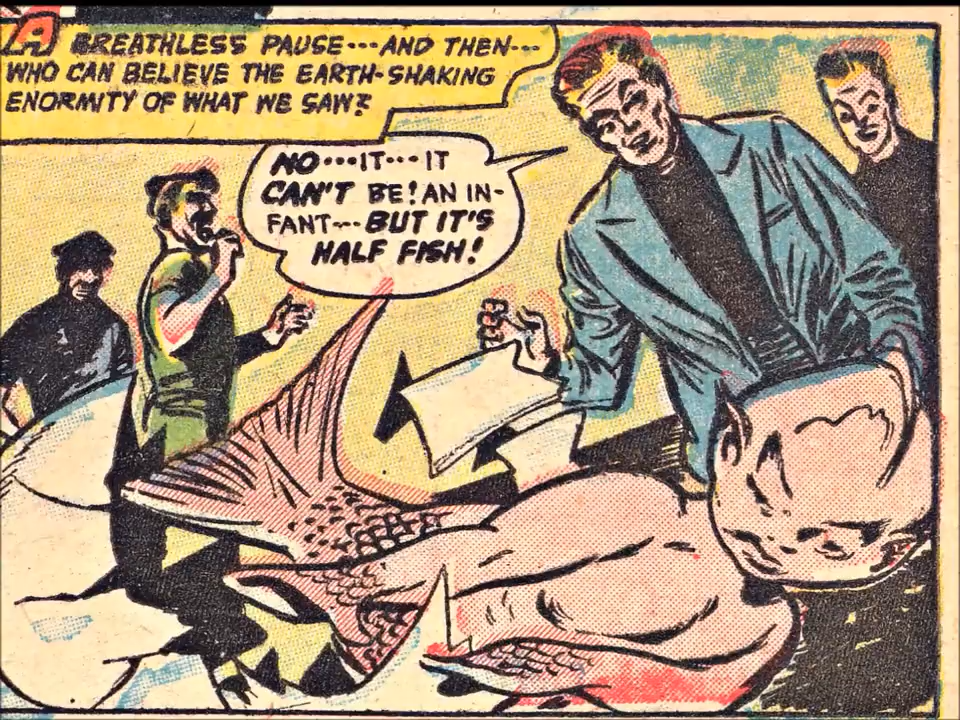 A BREATHLESS PAUSE---AND THEN---
WHO CAN BELIEVE THE EARTH-SHAKING
ENORMITY OF WHAT WE SAW?
NO---IT---IT
CAN'T BE! AN IN-
FANT--- BUT IT'S
HALF FISH!